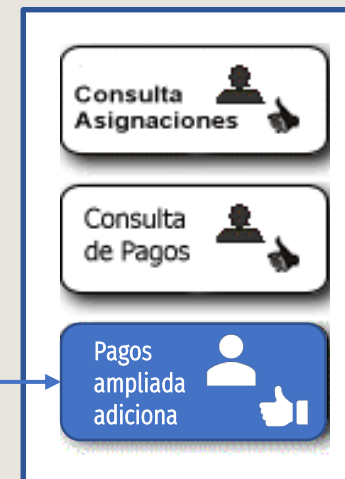 Consulta
Asignaciones
Consulta
de Pagos
Pagos
ampliada
adiciona